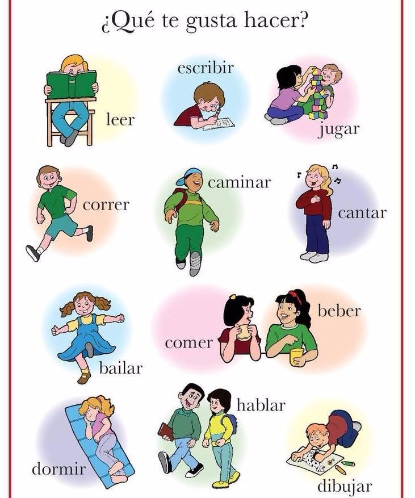 ¿Qué te gusta hacer?
leer
escribir
jugar
correr
caminar
cantar
bailar
comer
beber
dormir
hablar
dibujar